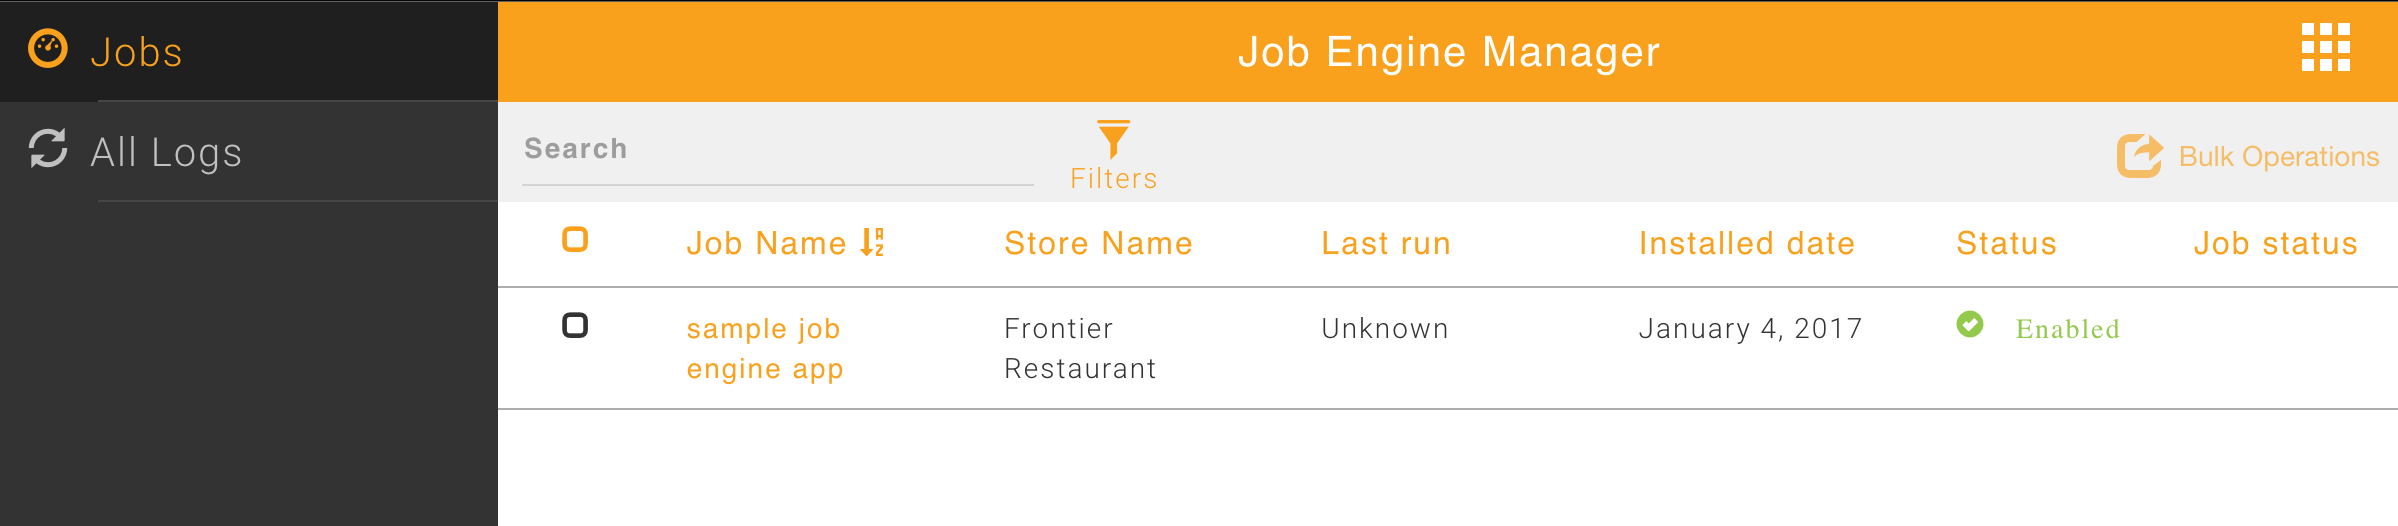 Jobs
Job Engine Manager
All Logs
Search
Filters
Bulk Operations
Job Name
Store Name
Last run
Installed date
Status
Job status
sample job
engine app
Frontier
Restaurant
Unknown
January 4, 2017
Enabled